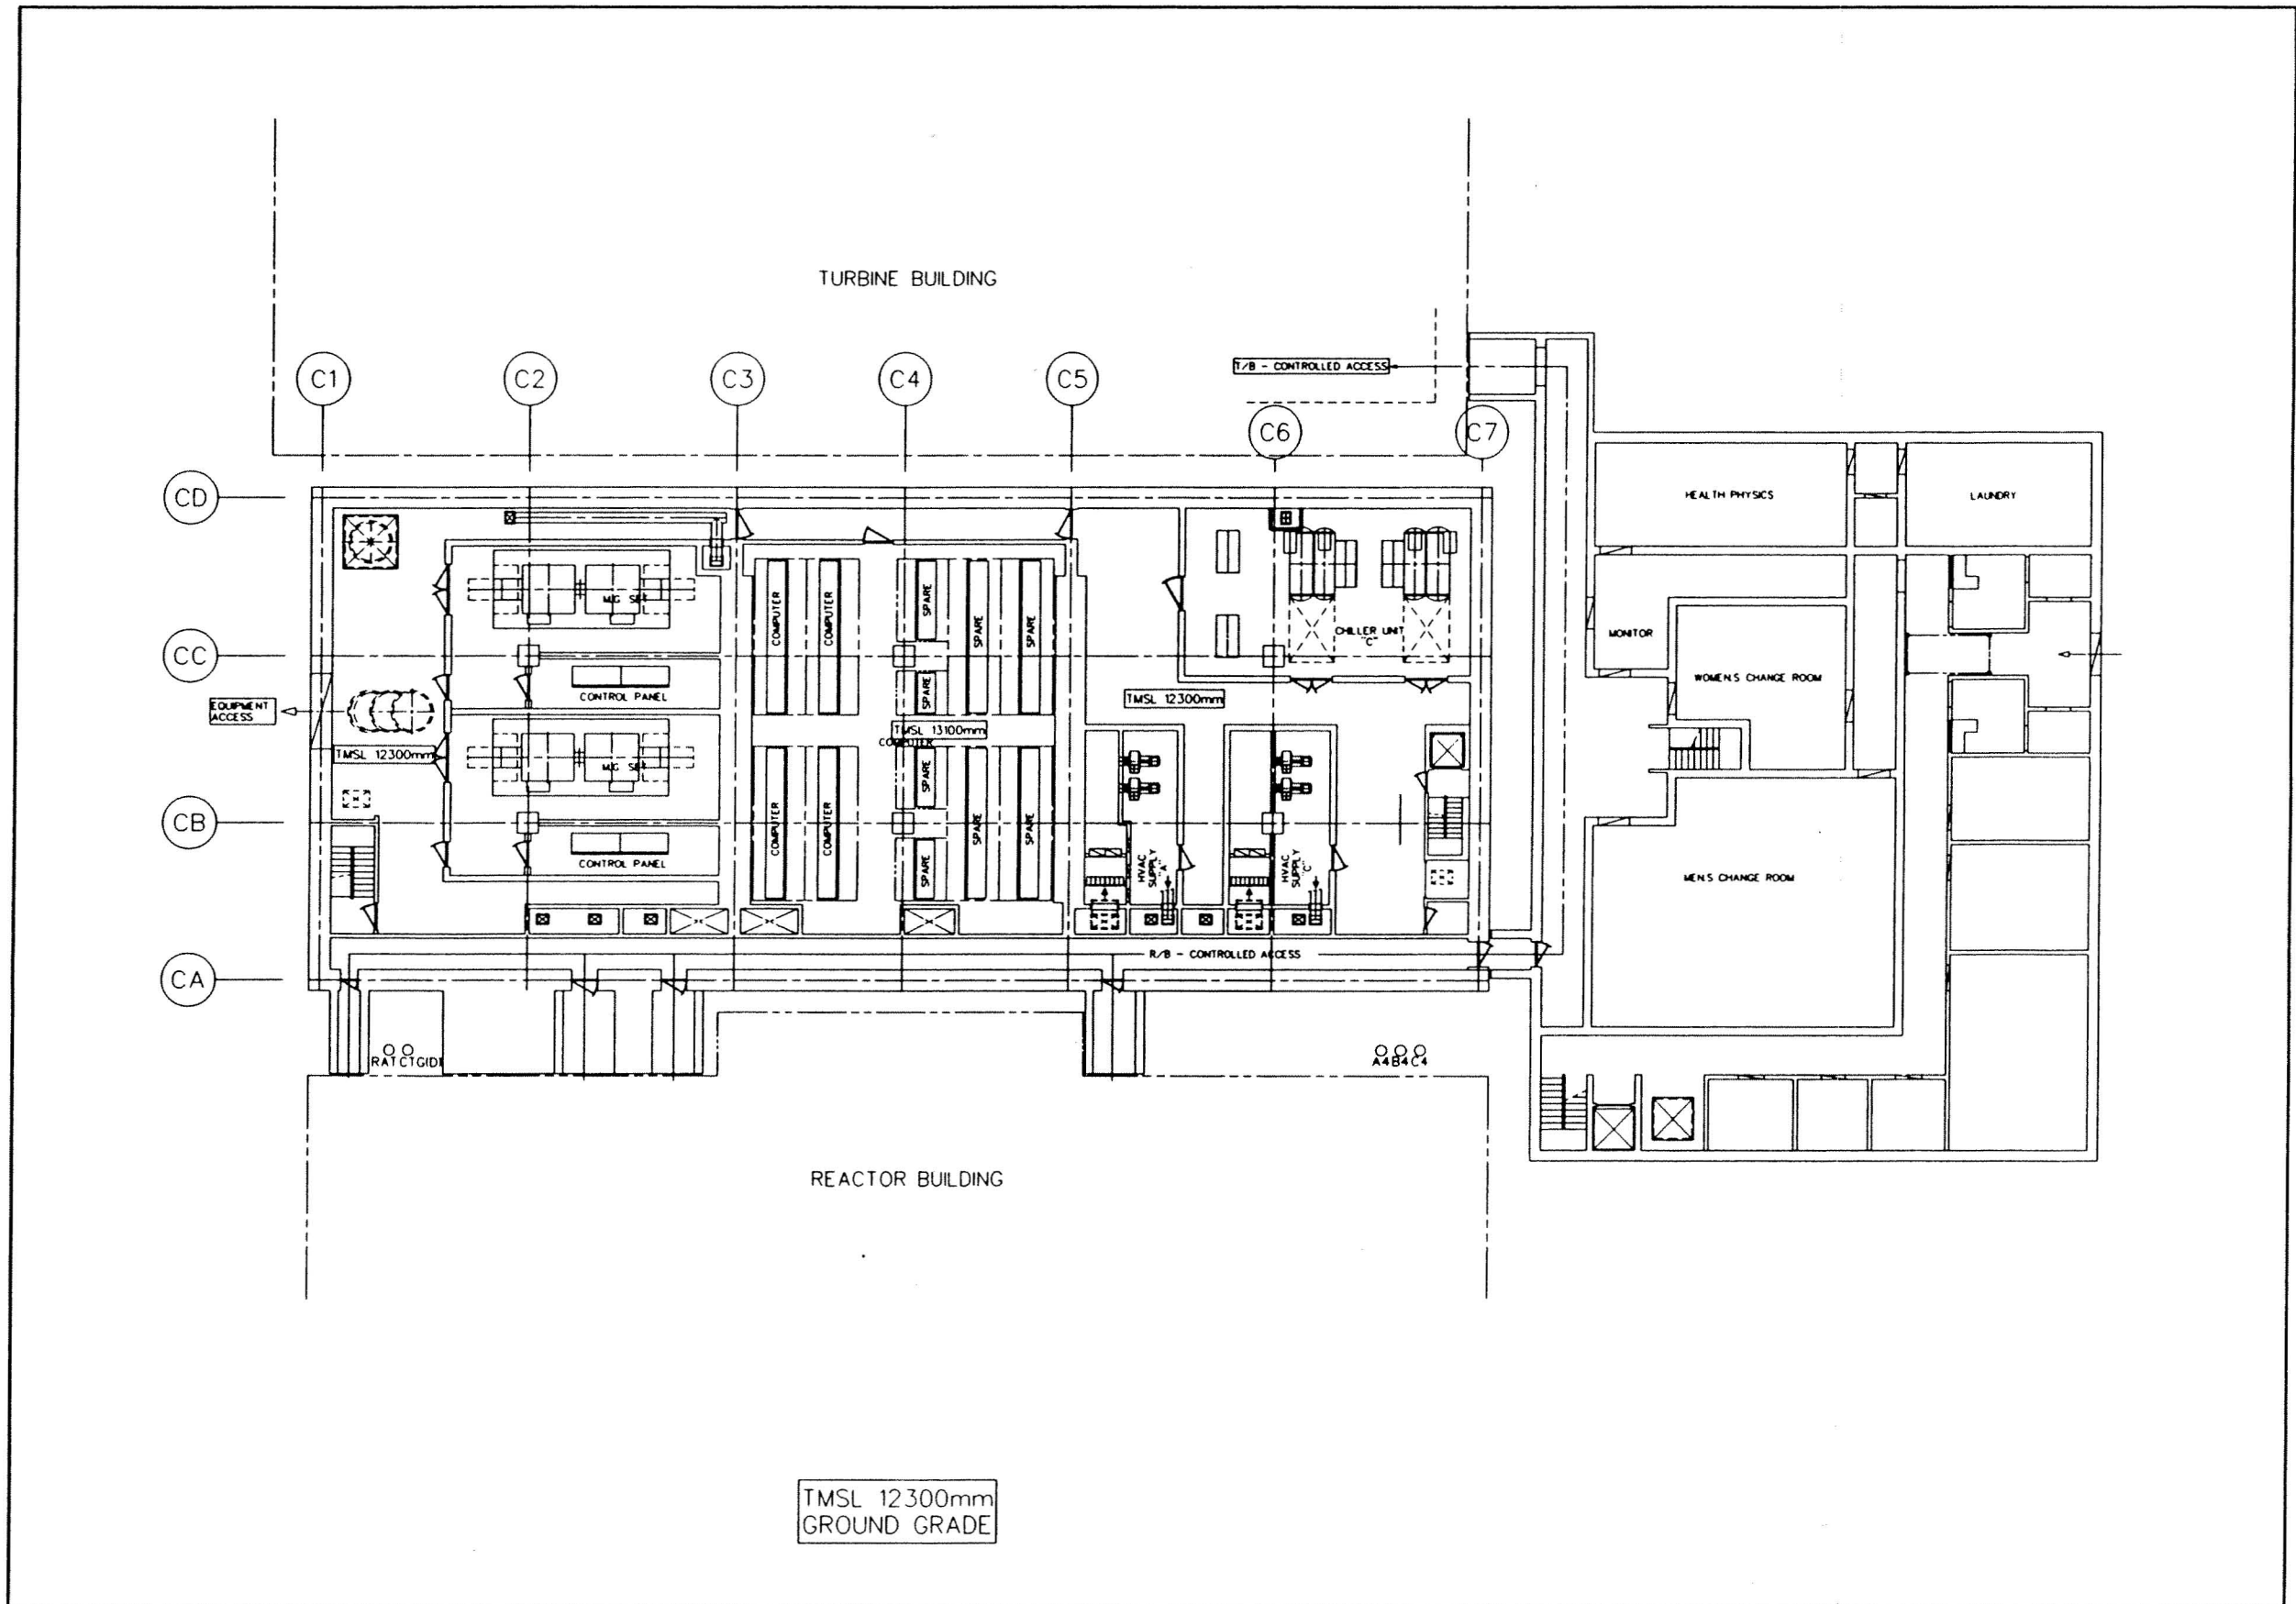 TURBINE BUILDING
T/B - CONTROLLED ACCESS
C1
C2
C3
C4
C5
C6
C7
CD
HEALTH PHYSICS
LAUNDRY
M/G SET
COMPUTER
COMPUTER
SPARE
SPARE
SPARE
CHILLER UNIT
"C"
MONITOR
CC
WOMENS CHANGE ROOM
CONTROL PANEL
SPARE
TMSL 12300mm
EQUIPMENT
ACCESS
TMSL 13100mm
COMPUTER
TMSL 12300mm
M/G SET
CB
COMPUTER
COMPUTER
SPARE
SPARE
SPARE
CONTROL PANEL
SPARE
HVAC
SUPPLY
"A"
HVAC
SUPPLY
"C"
MENS CHANGE ROOM
R/B - CONTROLLED ACCESS
CA
A4B4C4
REACTOR BUILDING
TMSL 12300mm
GROUND GRADE